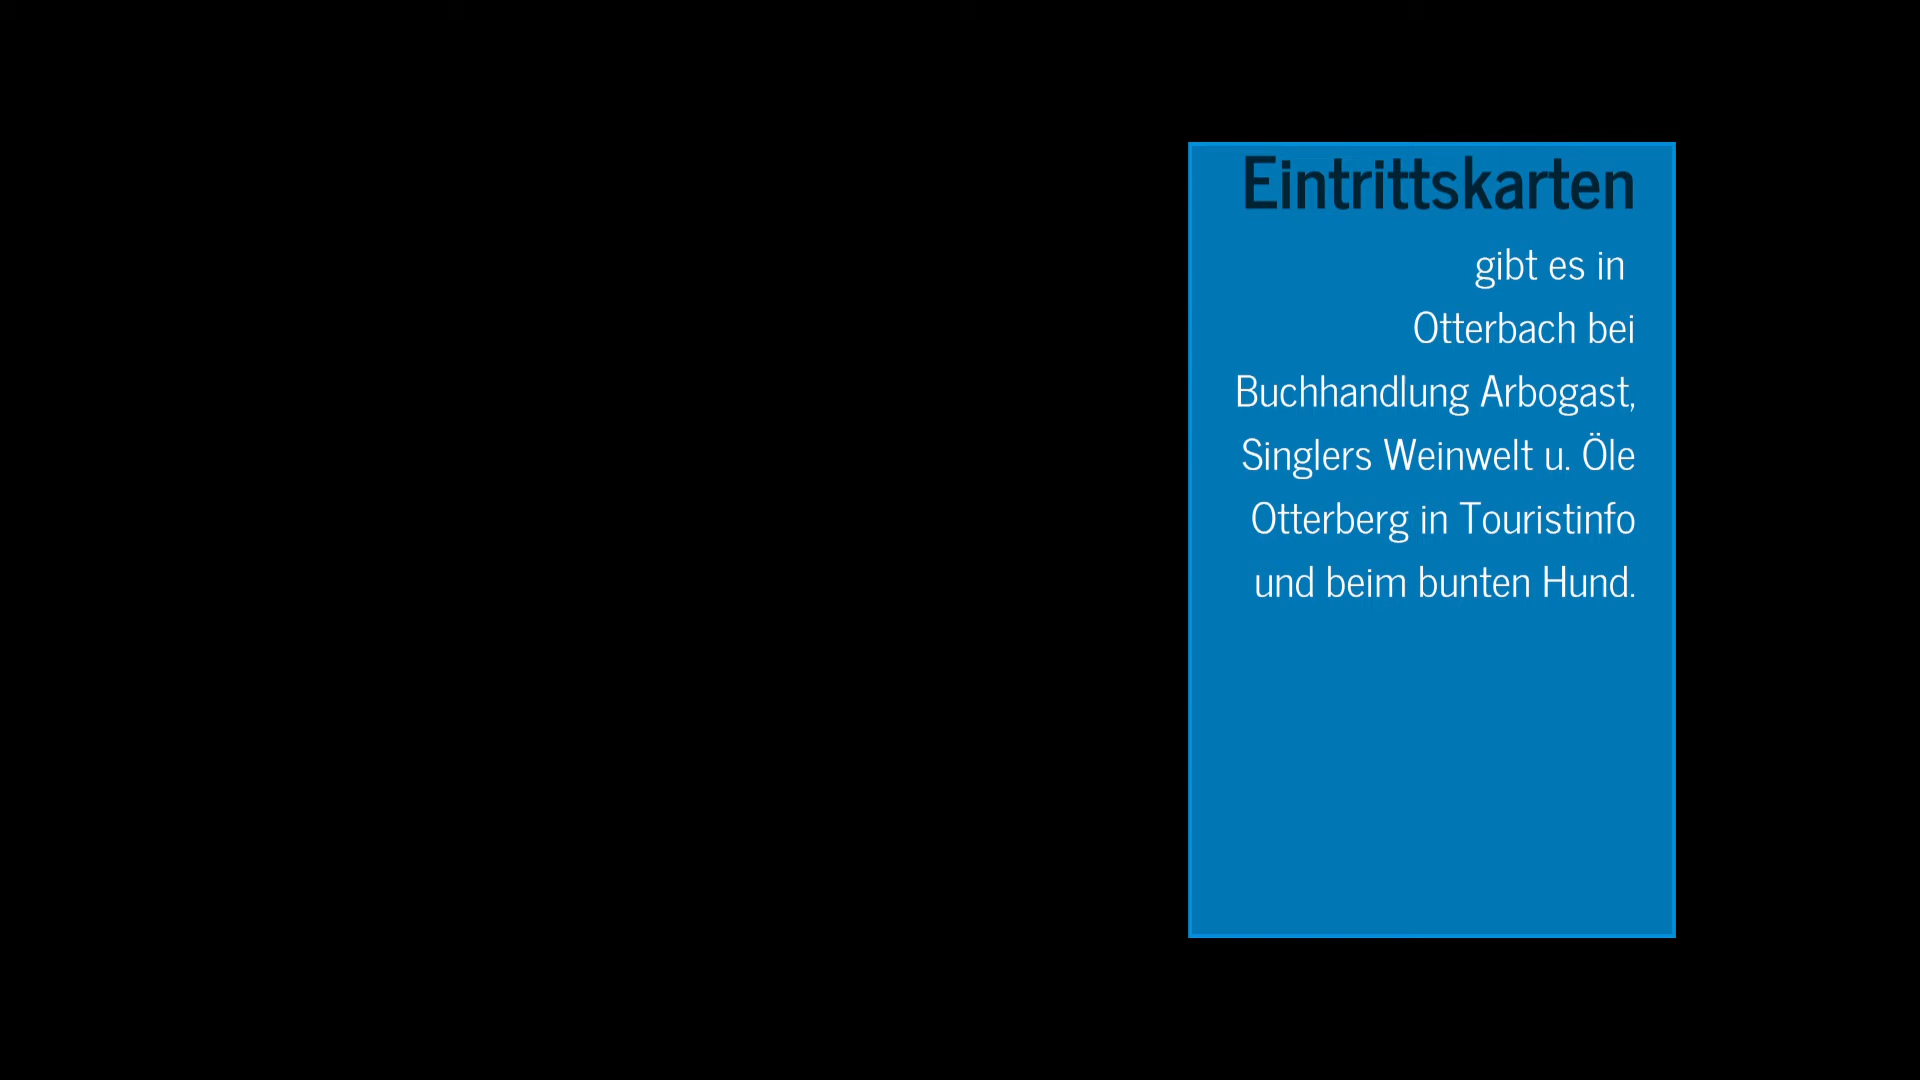 Eintrittskarten
gibt es in
Otterbach bei
Buchhandlung Arbogast,
Singlers Weinwelt u. Öle
Otterberg in Touristinfo
und beim bunten Hund.